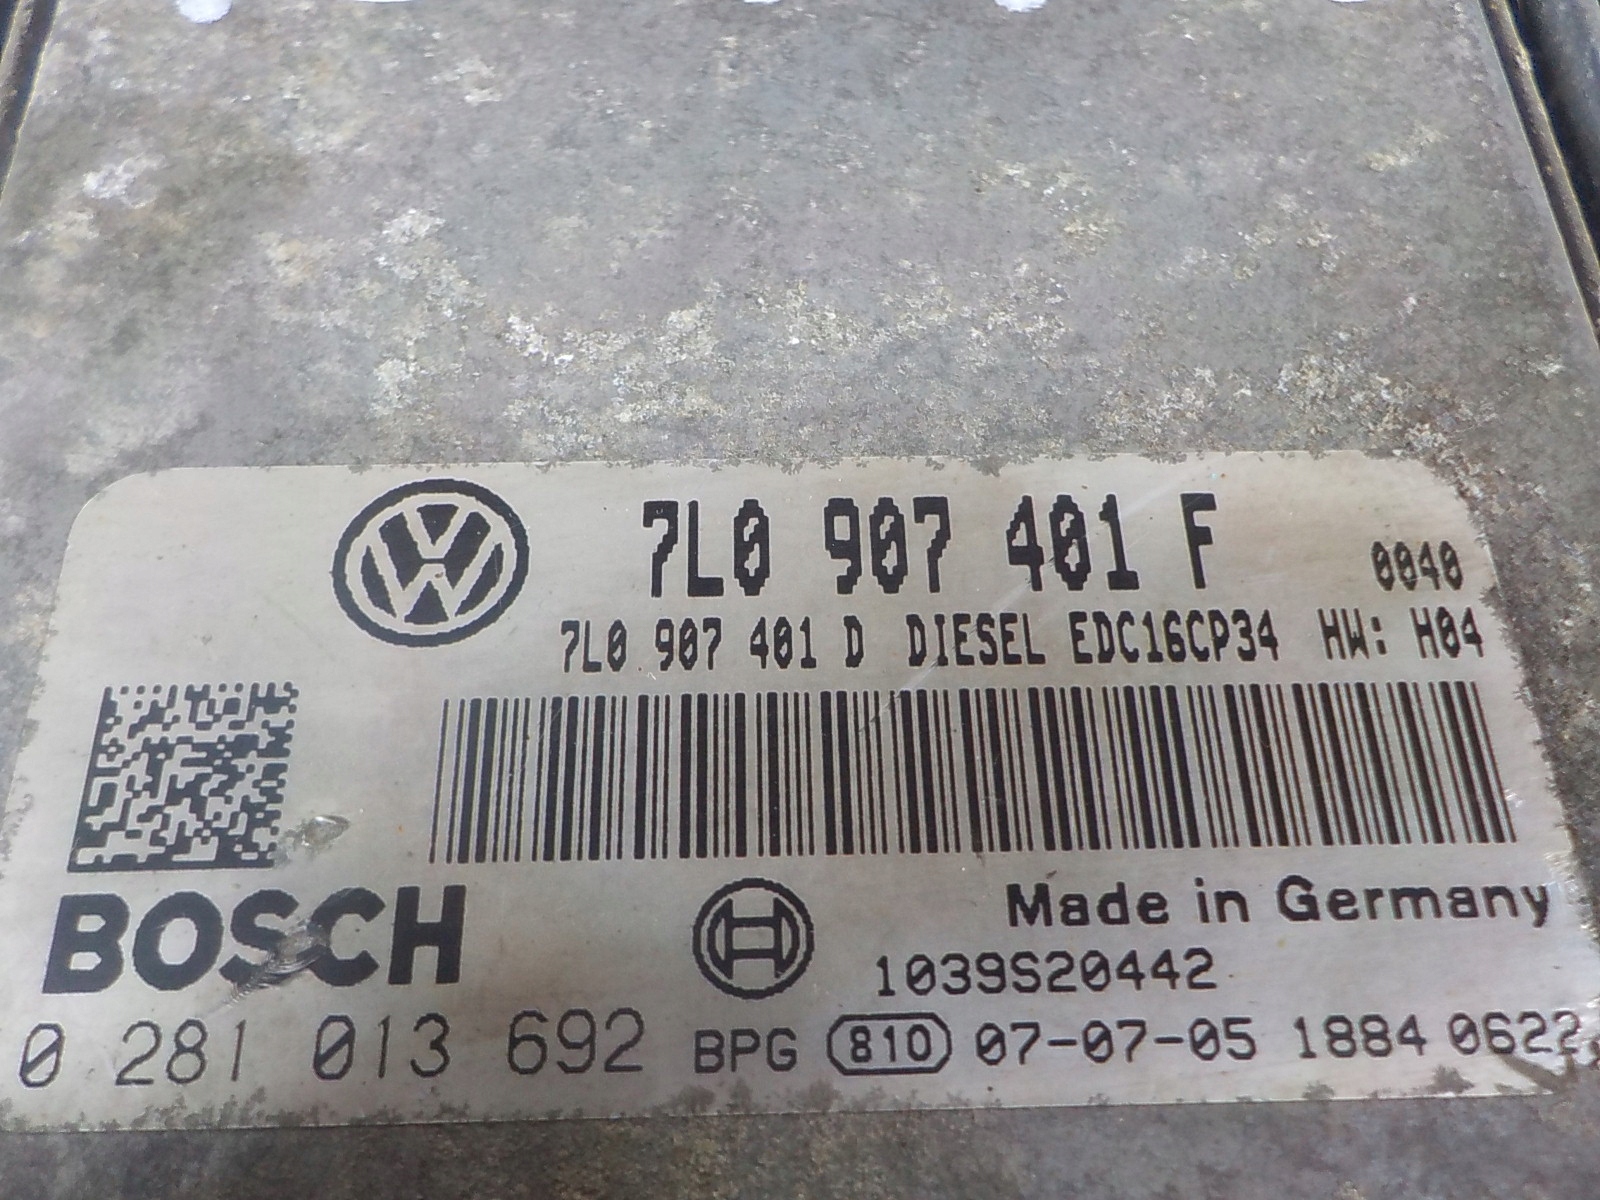 7L0 907 401 F 0040
7L0 907 401 D DIESEL EDC16CP34 HW: H04
BOSCH Made in Germany
1039S20442
0 281 013 692 BPG 810 07-07-05 1884 0622